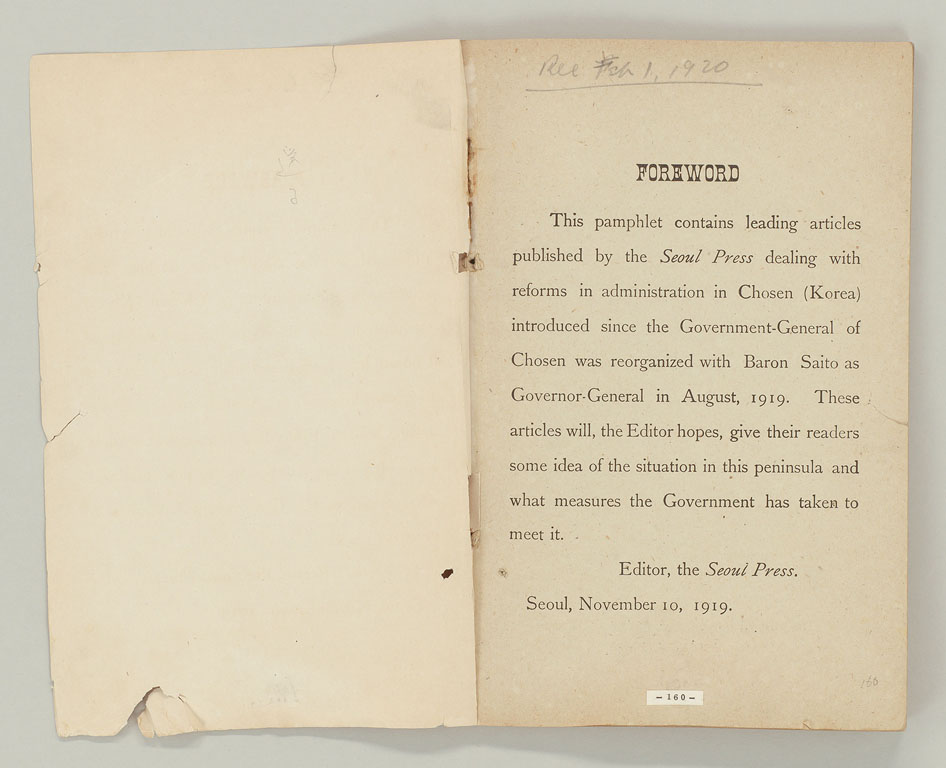 Rec Feb 1, 1920
FOREWORD
This pamphlet contains leading articles
published by the Seoul Press dealing with
reforms in administration in Chosen (Korea)
introduced since the Government-General of
Chosen was reorganized with Baron Saito as
Governor-General in August, 1919. These
articles will, the Editor hopes, give their readers
some idea of the situation in this peninsula and
what measures the Government has taken to
meet it.
Editor, the Seoul Press.
Seoul, November 10, 1919.
160
– 160 –